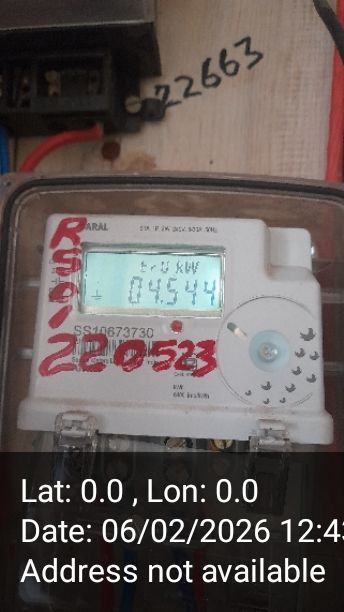 22663
ARAL
RSOI
t-U kW
04.544
SS10673730
220523
Lat: 0.0 , Lon: 0.0
Date: 06/02/2026 12:43
Address not available